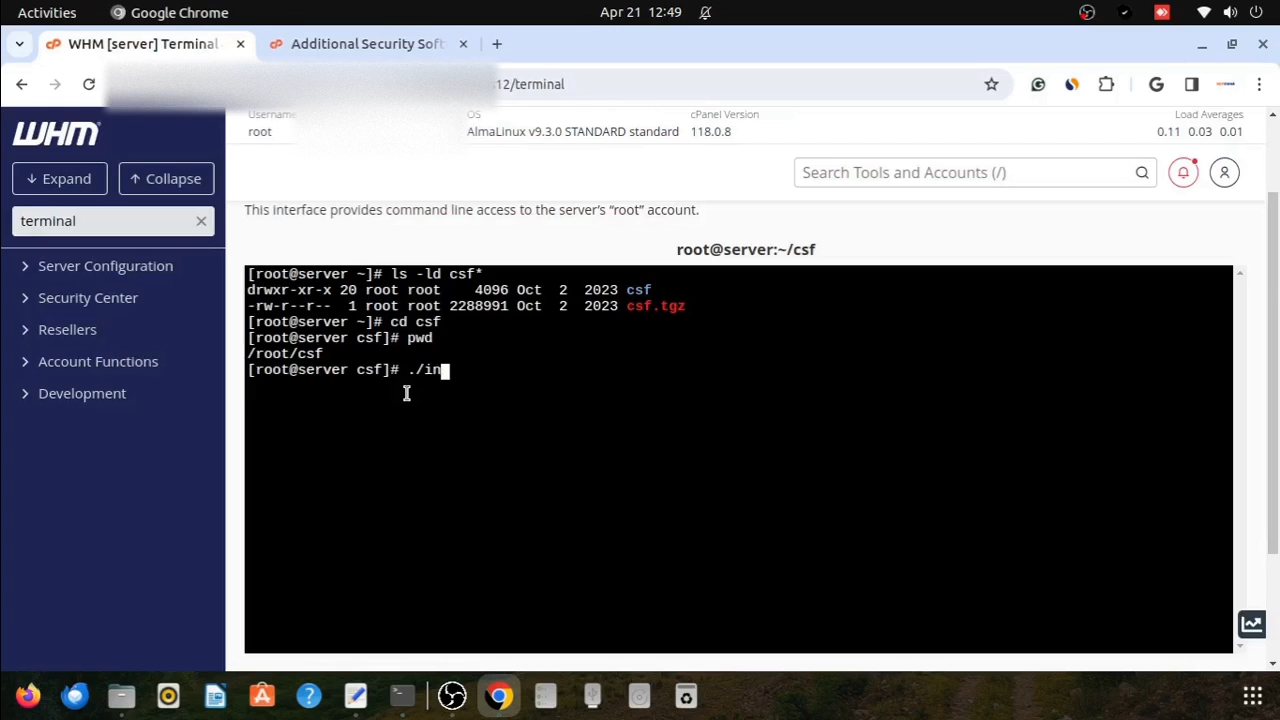 Activities
Google Chrome
Apr 21 12:49
WHM [server] Terminal
Additional Security Soft
12/terminal
WHM
Expand
Collapse
terminal
Server Configuration
Security Center
Resellers
Account Functions
Development
Username
OS
cPanel Version
Load Averages
root
AlmaLinux v9.3.0 STANDARD standard
118.0.8
0.11 0.03 0.01
Search Tools and Accounts (/)
This interface provides command line access to the server's “root” account.
root@server:~/csf
[root@server ~]# ls -ld csf*
drwxr-xr-x 20 root root    4096 Oct  2  2023 csf
-rw-r--r--  1 root root 2288991 Oct  2  2023 csf.tgz
[root@server ~]# cd csf
[root@server csf]# pwd
/root/csf
[root@server csf]# ./in